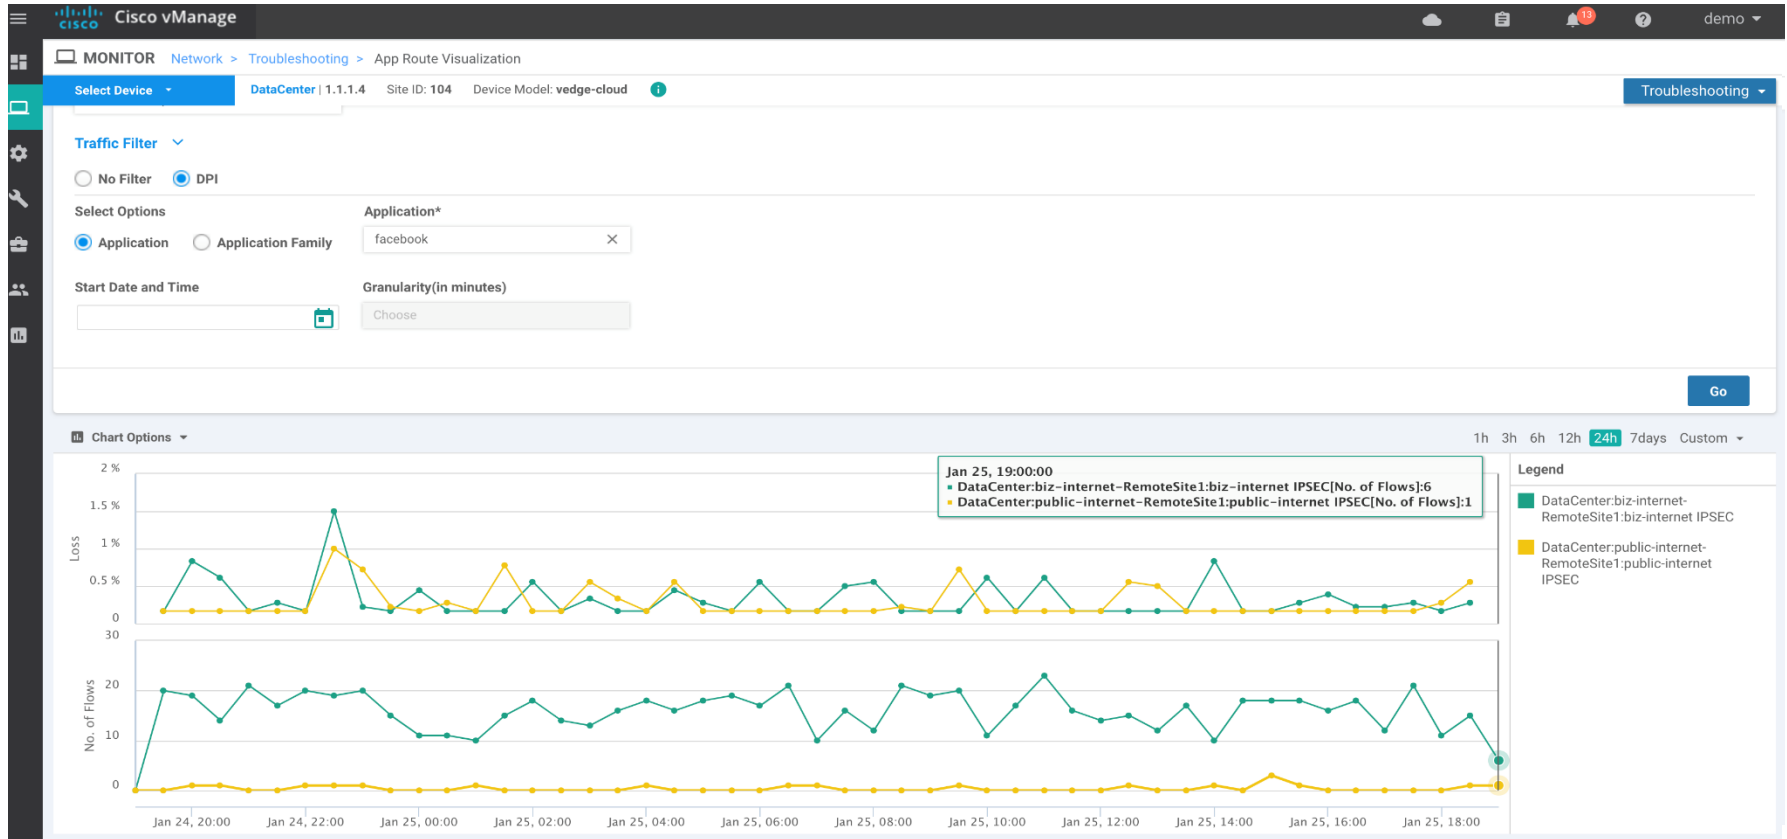 cisco Cisco vManage
13
demo
MONITOR Network > Troubleshooting > App Route Visualization
Select Device DataCenter | 1.1.1.4 Site ID: 104 Device Model: vedge-cloud i Troubleshooting
Traffic Filter
No Filter DPI
Select Options Application*
Application Application Family facebook
Start Date and Time Granularity(in minutes)
Choose
Go
Chart Options 1h 3h 6h 12h 24h 7days Custom
2 %
1.5 %
1 %
0.5 %
0
Loss
Jan 25, 19:00:00
DataCenter:biz-internet-RemoteSite1:biz-internet IPSEC[No. of Flows]:6
DataCenter:public-internet-RemoteSite1:public-internet IPSEC[No. of Flows]:1
Legend
DataCenter:biz-internet-
RemoteSite1:biz-internet IPSEC
DataCenter:public-internet-
RemoteSite1:public-internet
IPSEC
30
20
10
0
No. of Flows
Jan 24, 20:00 Jan 24, 22:00 Jan 25, 00:00 Jan 25, 02:00 Jan 25, 04:00 Jan 25, 06:00 Jan 25, 08:00 Jan 25, 10:00 Jan 25, 12:00 Jan 25, 14:00 Jan 25, 16:00 Jan 25, 18:00